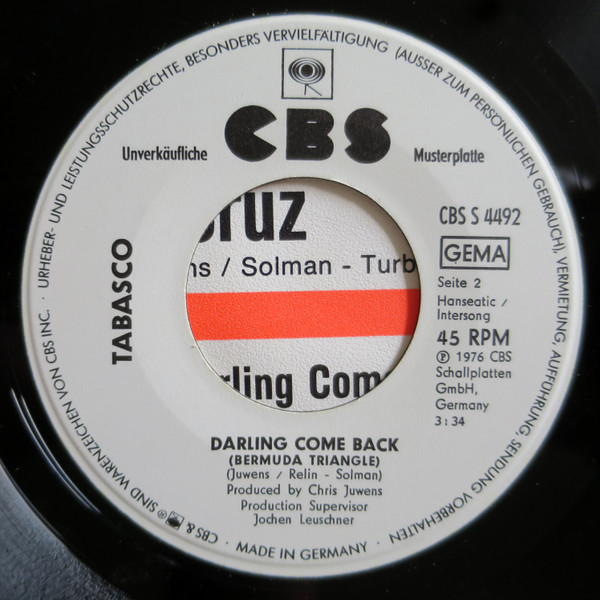 URHEBER- UND LEISTUNGSSCHUTZRECHTE, BESONDERS VERVIELFÄLTIGUNG (AUSSER ZUM PERSÖNLICHEN GEBRAUCH), VERMIETUNG, AUFFÜHRUNG, SENDUNG VORBEHALTEN · MADE IN GERMANY · CBS & SIND WARENZEICHEN VON CBS INC. ·
CBS
Unverkäufliche Musterplatte
CBS S 4492
GEMA
Seite 2
Hanseatic /
Intersong
45 RPM
℗ 1976 CBS
Schallplatten
GmbH,
Germany
3:34
TABASCO
ruz
ns / Solman - Turb
rling Com
DARLING COME BACK
(BERMUDA TRIANGLE)
(Juwens / Relin - Solman)
Produced by Chris Juwens
Production Supervisor
Jochen Leuschner